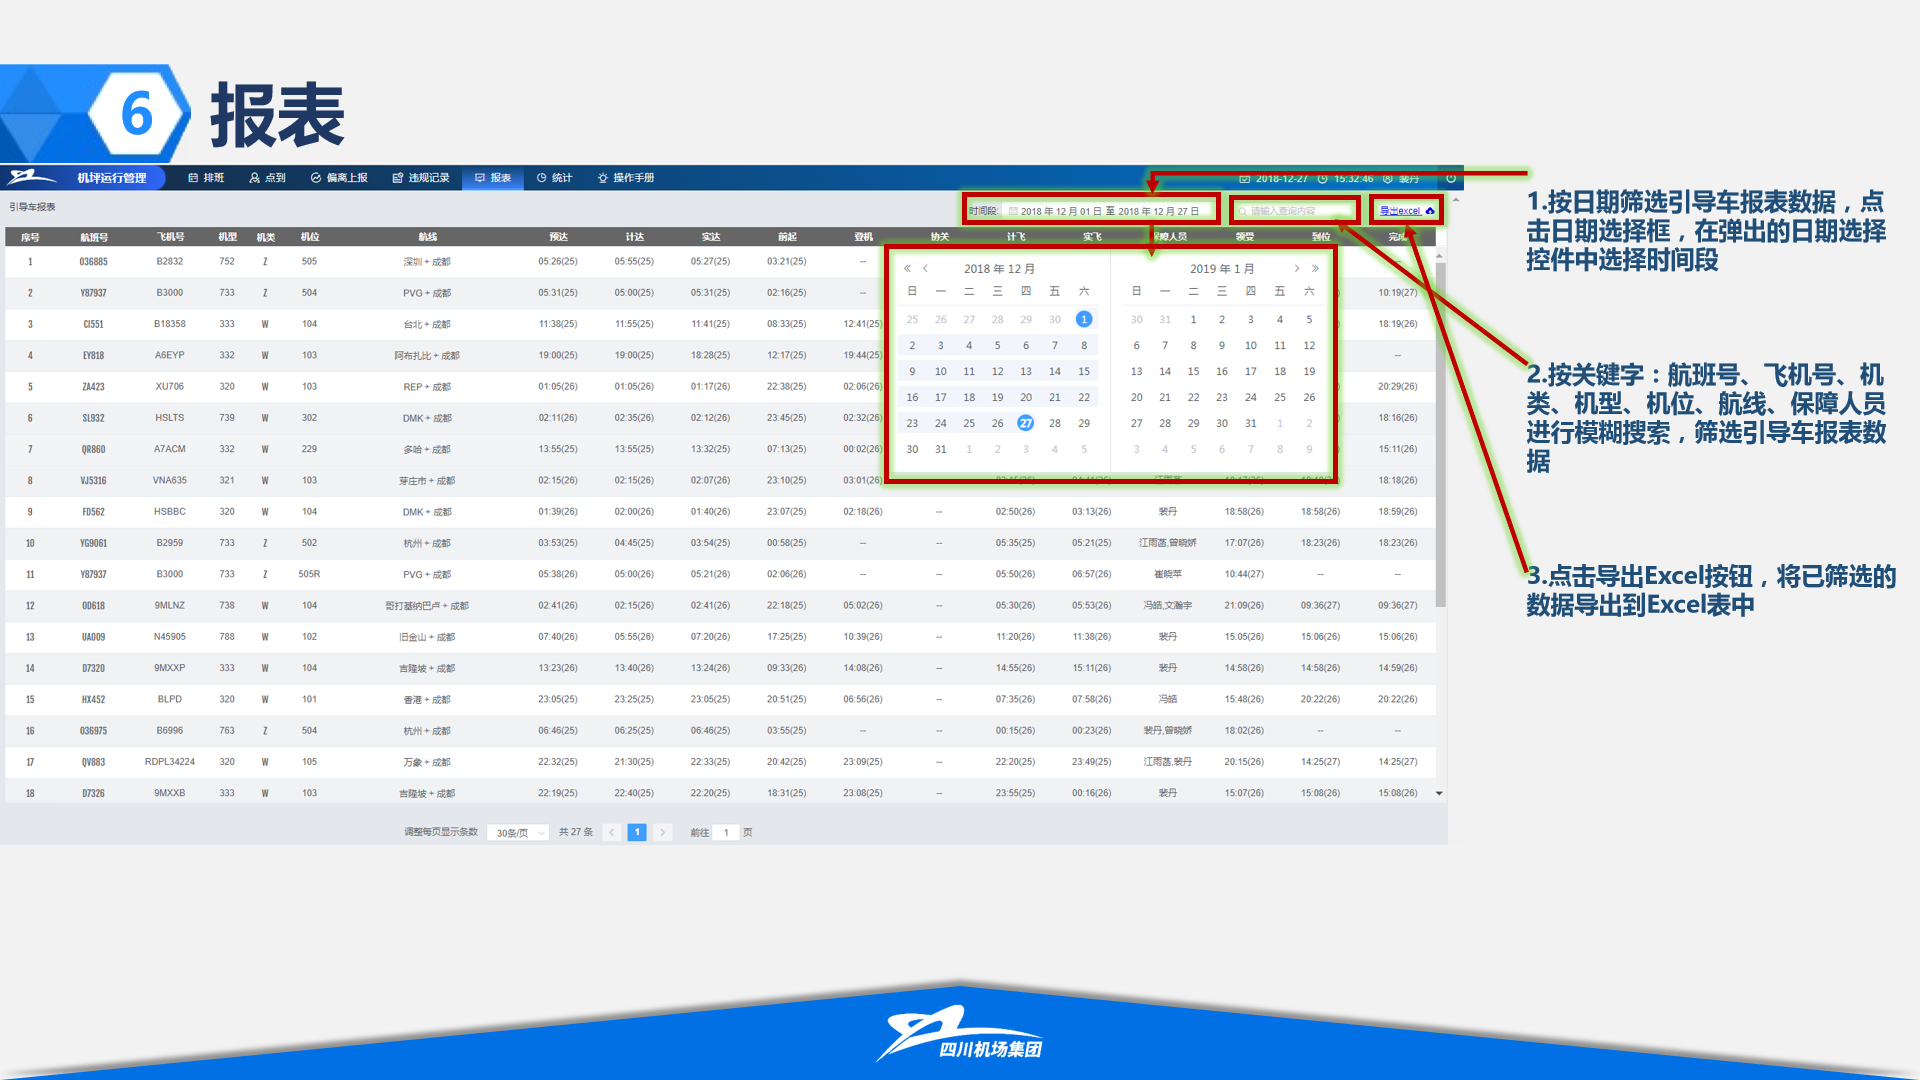 6 报表
机坪运行管理 排班 点到 偏离上报 违规记录 报表 统计 操作手册 2018-12-27 15:32:46 裴丹
引导车报表 时间段: 2018 年 12 月 01 日 至 2018 年 12 月 27 日 请输入查询内容 导出excel
序号 航班号 飞机号 机型 机类 机位 航线 预达 计达 实达 前起 登机 协关 计飞 实飞 保障人员 领受 到位 完成
1 O36885 B2832 752 Z 505 深圳 + 成都 05:26(25) 05:55(25) 05:27(25) 03:21(25) --
2 Y87937 B3000 733 Z 504 PVG + 成都 05:31(25) 05:00(25) 05:31(25) 02:16(25) -- 10:19(27)
3 CI551 B18358 333 W 104 台北 + 成都 11:38(25) 11:55(25) 11:41(25) 08:33(25) 12:41(25) 18:19(26)
4 EY818 A6EYP 332 W 103 阿布扎比 + 成都 19:00(25) 19:00(25) 18:28(25) 12:17(25) 19:44(25) --
5 ZA423 XU706 320 W 103 REP + 成都 01:05(26) 01:05(26) 01:17(26) 22:38(25) 02:06(26) 20:29(26)
6 SL932 HSLTS 739 W 302 DMK + 成都 02:11(26) 02:35(26) 02:12(26) 23:45(25) 02:32(26) 18:16(26)
7 QR860 A7ACM 332 W 229 多哈 + 成都 13:55(25) 13:55(25) 13:32(25) 07:13(25) 00:02(26) 15:11(26)
8 VJ5316 VNA635 321 W 103 芽庄市 + 成都 02:15(26) 02:15(26) 02:07(26) 23:10(25) 03:01(26) 18:18(26)
9 FD562 HSBBC 320 W 104 DMK + 成都 01:39(26) 02:00(26) 01:40(26) 23:07(25) 02:18(26) -- 02:50(26) 03:13(26) 裴丹 18:58(26) 18:58(26) 18:59(26)
10 YG9061 B2959 733 Z 502 杭州 + 成都 03:53(25) 04:45(25) 03:54(25) 00:58(25) -- -- 05:35(25) 05:21(25) 江雨菡,曾晓娇 17:07(26) 18:23(26) 18:23(26)
11 Y87937 B3000 733 Z 505R PVG + 成都 05:38(26) 05:00(26) 05:21(26) 02:06(26) -- -- 05:50(26) 06:57(26) 崔晓苹 10:44(27) -- --
12 OD618 9MLNZ 738 W 104 哥打基纳巴卢 + 成都 02:41(26) 02:15(26) 02:41(26) 22:18(25) 05:02(26) -- 05:30(26) 05:53(26) 冯皓,文瀚宇 21:09(26) 09:36(27) 09:36(27)
13 UA009 N45905 788 W 102 旧金山 + 成都 07:40(26) 05:55(26) 07:20(26) 17:25(25) 10:39(26) -- 11:20(26) 11:38(26) 裴丹 15:05(26) 15:06(26) 15:06(26)
14 D7320 9MXXP 333 W 104 吉隆坡 + 成都 13:23(26) 13:40(26) 13:24(26) 09:33(26) 14:08(26) -- 14:55(26) 15:11(26) 裴丹 14:58(26) 14:58(26) 14:59(26)
15 HX452 BLPD 320 W 101 香港 + 成都 23:05(25) 23:25(25) 23:05(25) 20:51(25) 06:56(26) -- 07:35(26) 07:58(26) 冯皓 15:48(26) 20:22(26) 20:22(26)
16 O36975 B6996 763 Z 504 杭州 + 成都 06:46(25) 06:25(25) 06:46(25) 03:55(25) -- -- 00:15(26) 00:23(26) 裴丹,曾晓娇 18:02(26) -- --
17 QV883 RDPL34224 320 W 105 万象 + 成都 22:32(25) 21:30(25) 22:33(25) 20:42(25) 23:09(25) -- 22:20(25) 23:49(25) 江雨菡,裴丹 20:15(26) 14:25(27) 14:25(27)
18 D7326 9MXXB 333 W 103 吉隆坡 + 成都 22:19(25) 22:40(25) 22:20(25) 18:31(25) 23:08(25) -- 23:55(25) 00:16(26) 裴丹 15:07(26) 15:08(26) 15:08(26)
2018 年 12 月
日 一 二 三 四 五 六
25 26 27 28 29 30 1
2 3 4 5 6 7 8
9 10 11 12 13 14 15
16 17 18 19 20 21 22
23 24 25 26 27 28 29
30 31 1 2 3 4 5
2019 年 1 月
日 一 二 三 四 五 六
30 31 1 2 3 4 5
6 7 8 9 10 11 12
13 14 15 16 17 18 19
20 21 22 23 24 25 26
27 28 29 30 31 1 2
3 4 5 6 7 8 9
调整每页显示条数 30条/页 共 27 条 1 前往 1 页
1.按日期筛选引导车报表数据，点
击日期选择框，在弹出的日期选择
控件中选择时间段
2.按关键字：航班号、飞机号、机
类、机型、机位、航线、保障人员
进行模糊搜索，筛选引导车报表数
据
3.点击导出Excel按钮，将已筛选的
数据导出到Excel表中
四川机场集团